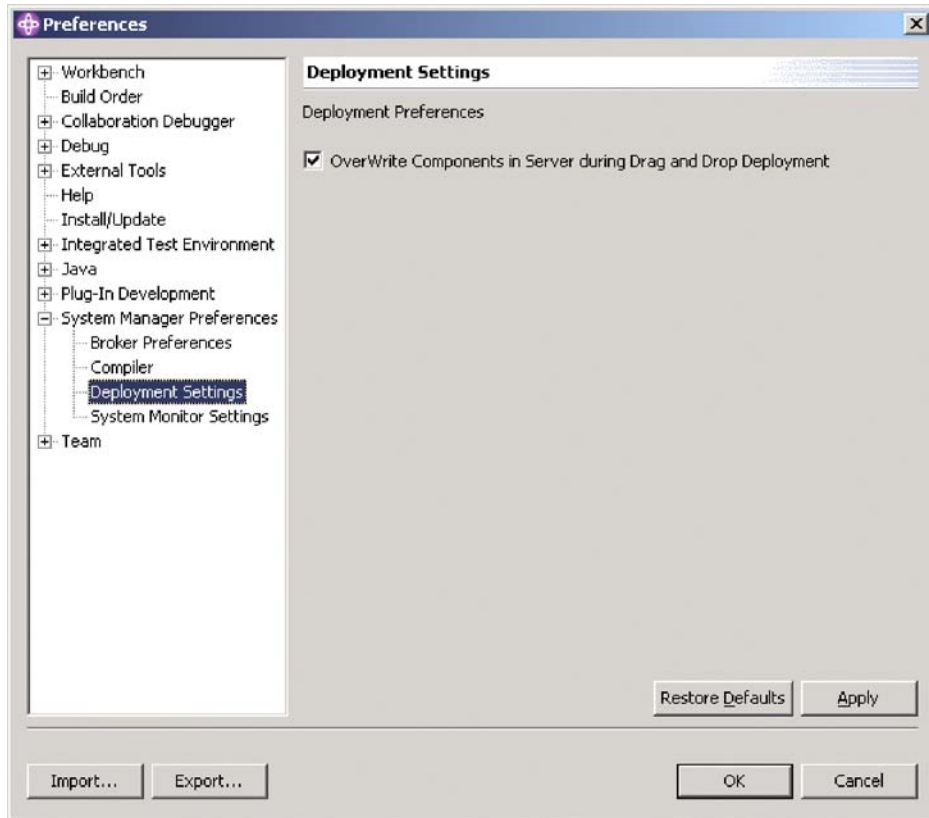 Preferences
Workbench
Build Order
Collaboration Debugger
Debug
External Tools
Help
Install/Update
Integrated Test Environment
Java
Plug-In Development
System Manager Preferences
Broker Preferences
Compiler
Deployment Settings
System Monitor Settings
Team
Deployment Settings
Deployment Preferences
OverWrite Components in Server during Drag and Drop Deployment
Restore Defaults Apply
Import... Export... OK Cancel